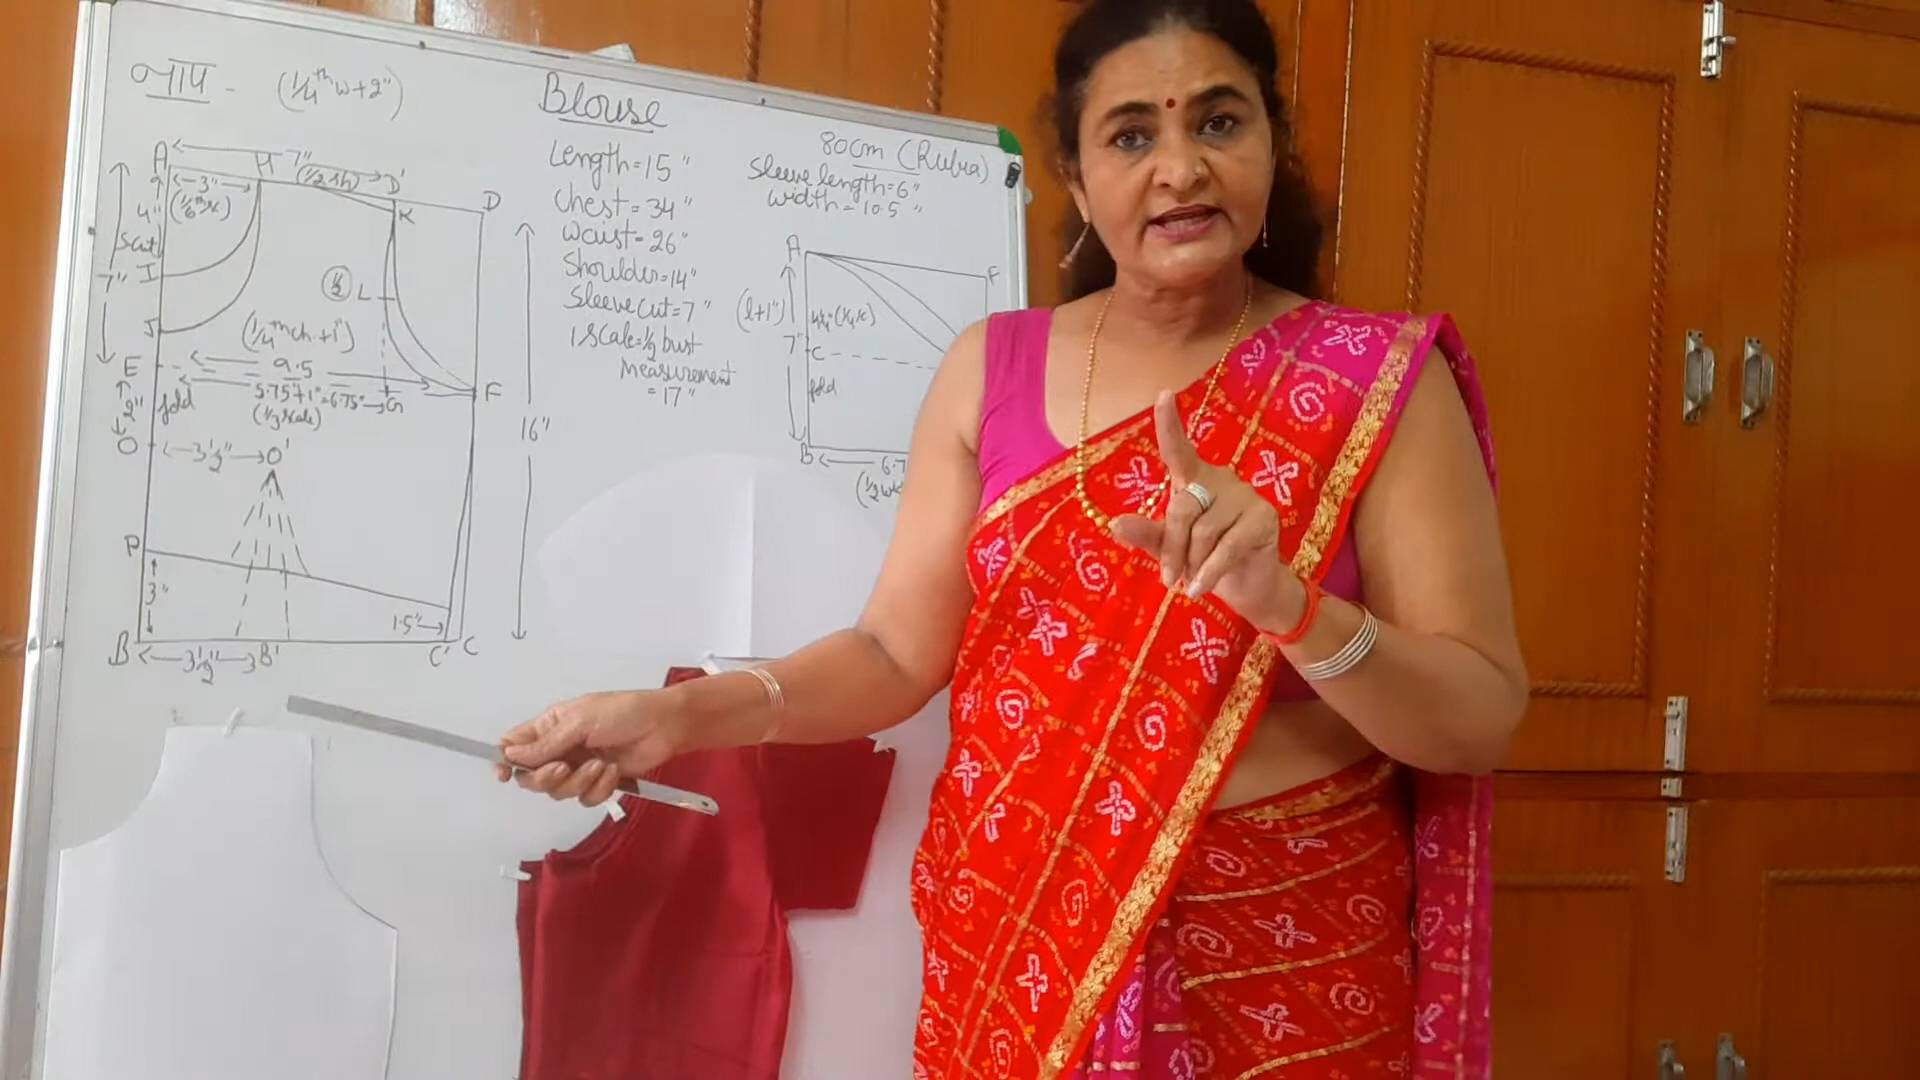 नाप - (1/4th w+2")
Blouse
Length=15"
Chest=34"
Waist=26"
Shoulder=14"
Sleeve cut=7"
1 Scale=1/2 bust
Measurement
=17"
80cm (Rubia)
Sleeve length=6"
width=10.5"
A
7"
H
(1/2 sh)
D'
D
3"
(1/6th sc)
4"
K
I
7"
1/2
L
J
(1/4th ch.+1")
E
9.5
F
5.75"+1"=6.75"
G
(1/3 scale)
2"
fold
O
3 1/2"
O'
16"
P
3"
1.5"
B
3 1/2"
B'
C'
C
A
F
(l+1")
7"
C
fold
B